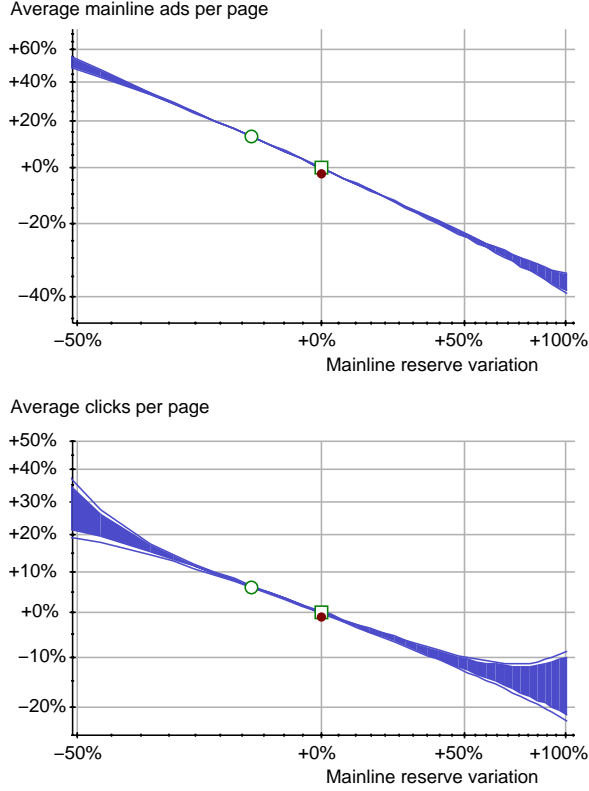 Average mainline ads per page
+60%
+40%
+20%
+0%
−20%
−40%
−50% +0% +50% +100%
Mainline reserve variation
Average clicks per page
+50%
+40%
+30%
+20%
+10%
+0%
−10%
−20%
−50% +0% +50% +100%
Mainline reserve variation